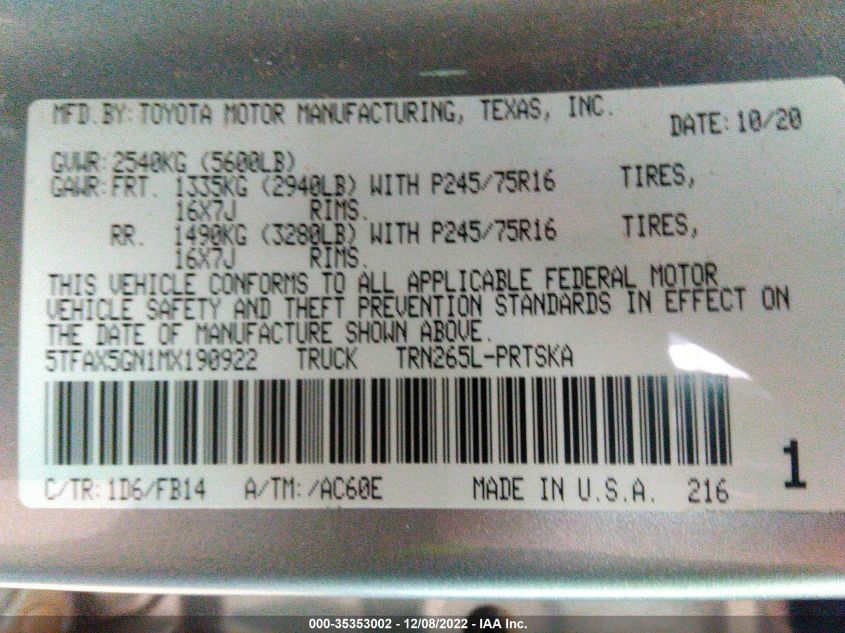 MFD.BY: TOYOTA MOTOR MANUFACTURING, TEXAS, INC.
DATE: 10/20
GVWR: 2540KG (5600LB)
GAWR: FRT. 1335KG (2940LB) WITH P245/75R16 TIRES,
16X7J RIMS.
RR. 1490KG (3280LB) WITH P245/75R16 TIRES,
16X7J RIMS.
THIS VEHICLE CONFORMS TO ALL APPLICABLE FEDERAL MOTOR
VEHICLE SAFETY AND THEFT PREVENTION STANDARDS IN EFFECT ON
THE DATE OF MANUFACTURE SHOWN ABOVE.
5TFAX5GN1MX190922 TRUCK TRN265L-PRTSKA
1
C/TR: 1D6/FB14 A/TM: /AC60E MADE IN U.S.A. 216
000-35353002 - 12/08/2022 - IAA Inc.